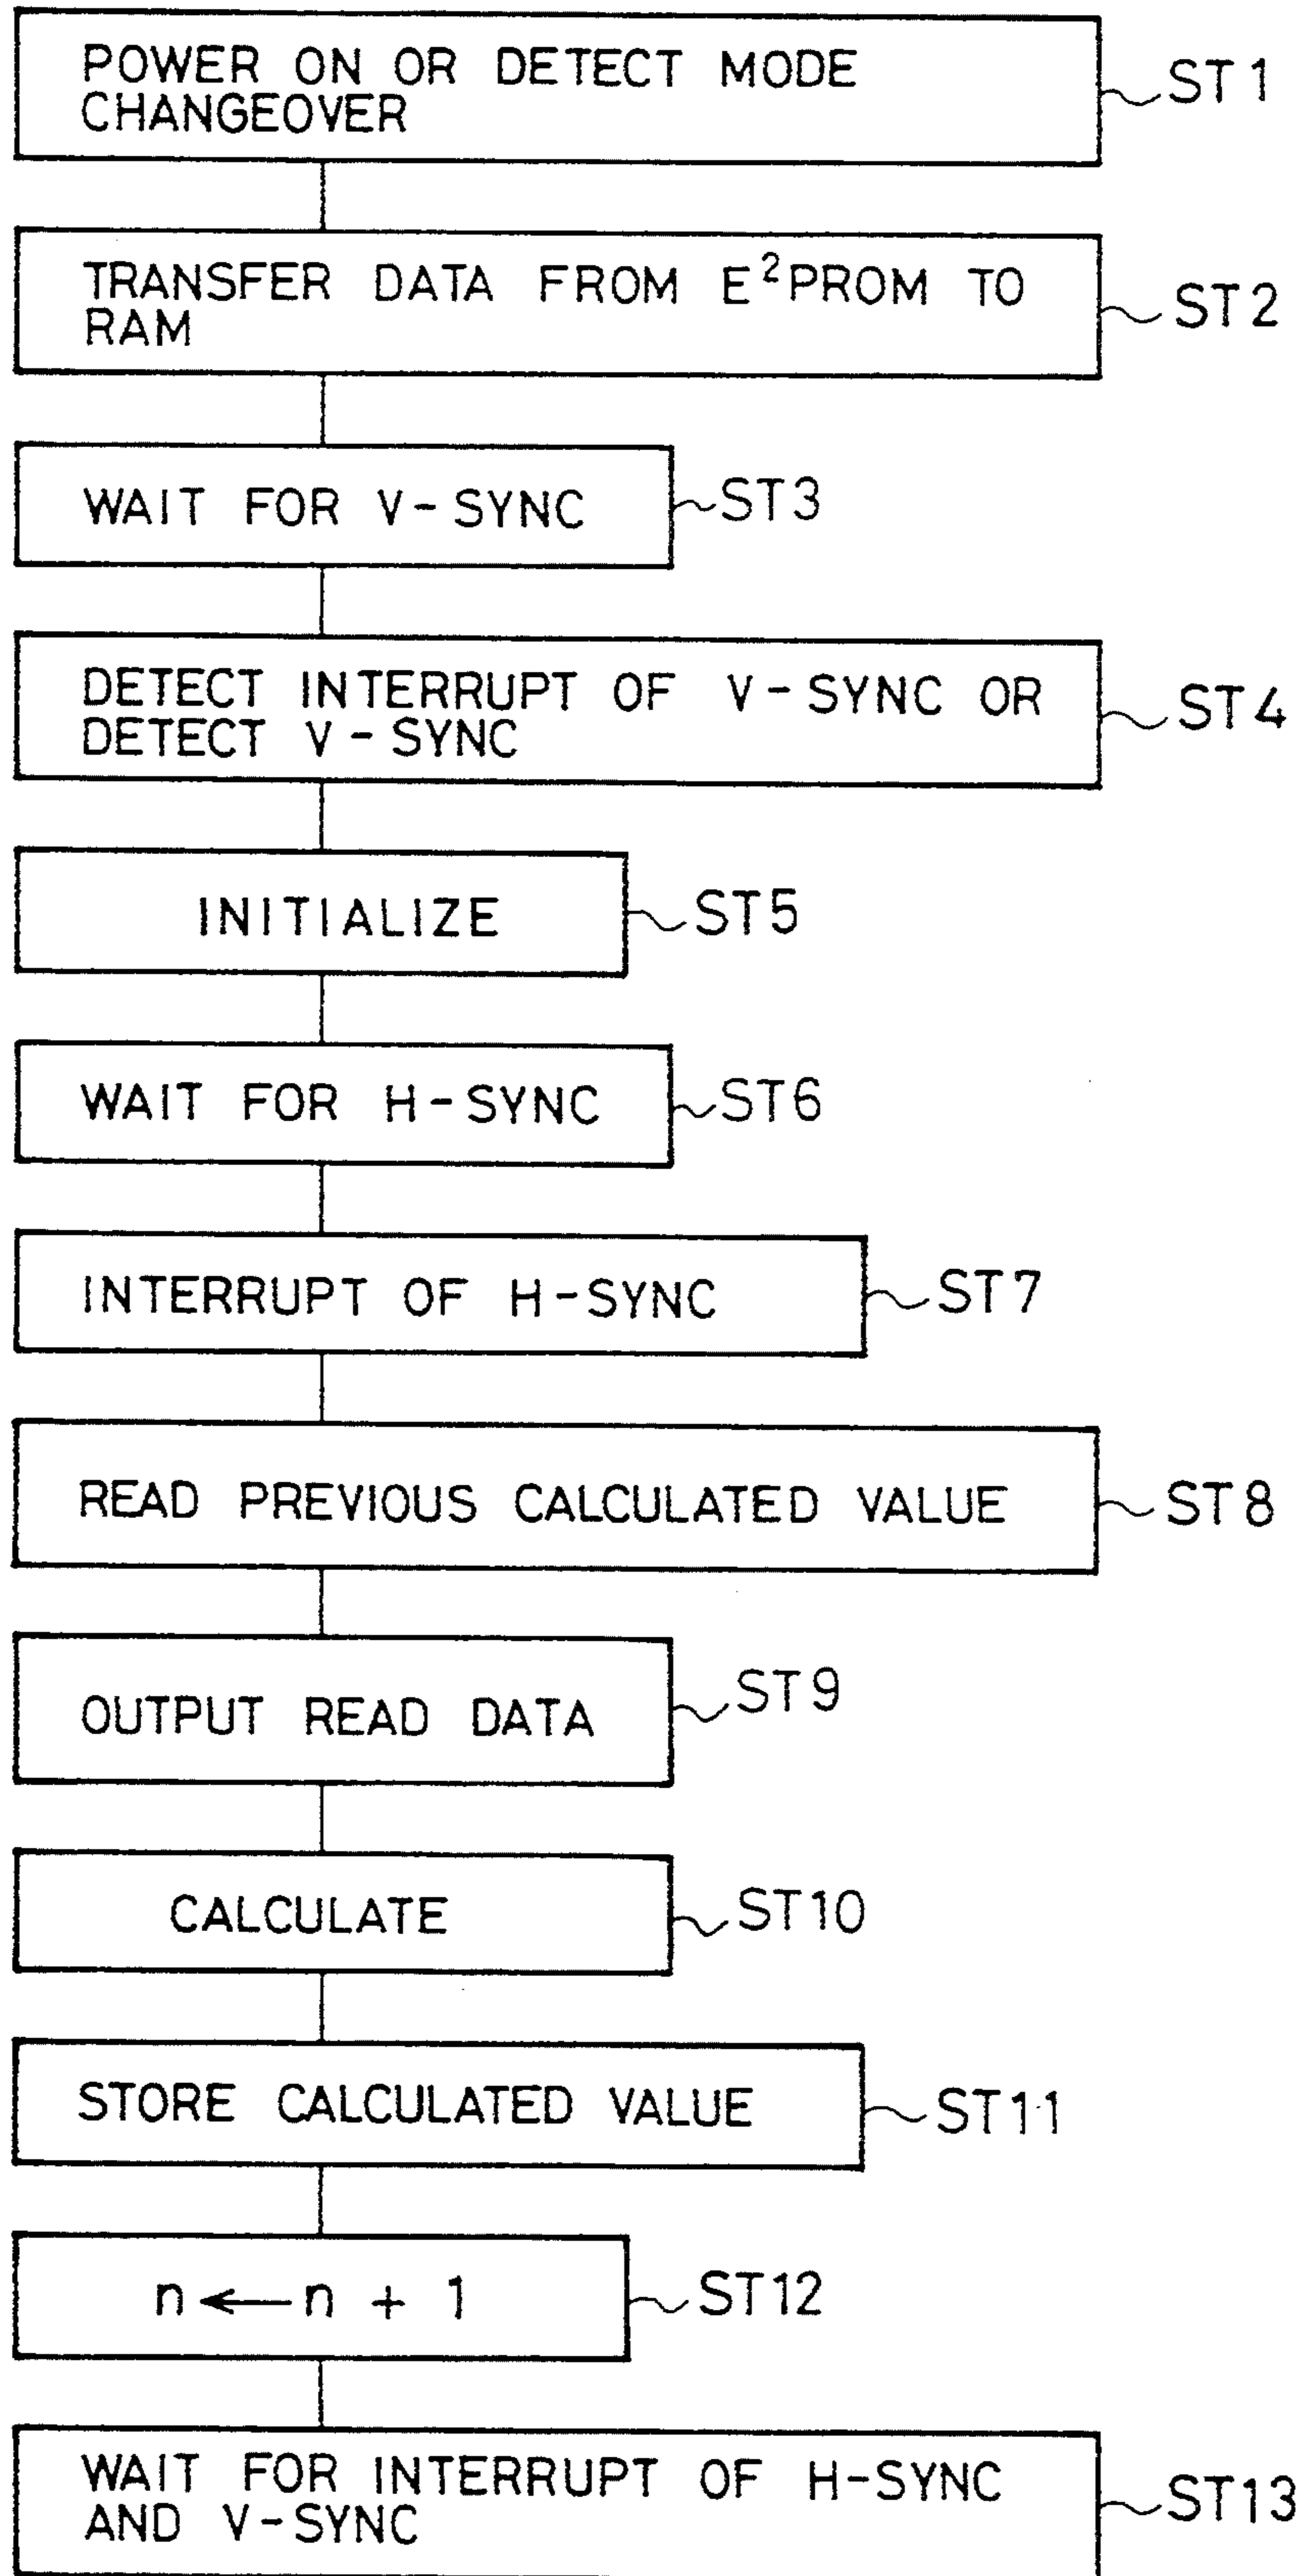 POWER ON OR DETECT MODE
CHANGEOVER
ST1
TRANSFER DATA FROM E²PROM TO
RAM
ST2
WAIT FOR V-SYNC
ST3
DETECT INTERRUPT OF V-SYNC OR
DETECT V-SYNC
ST4
INITIALIZE
ST5
WAIT FOR H-SYNC
ST6
INTERRUPT OF H-SYNC
ST7
READ PREVIOUS CALCULATED VALUE
ST8
OUTPUT READ DATA
ST9
CALCULATE
ST10
STORE CALCULATED VALUE
ST11
n ← n + 1
ST12
WAIT FOR INTERRUPT OF H-SYNC
AND V-SYNC
ST13